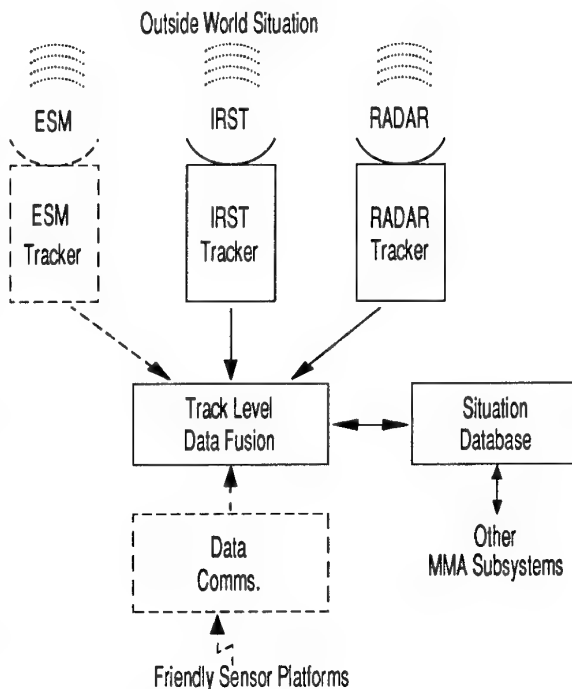 Outside World Situation
ESM
IRST
RADAR
ESM
Tracker
IRST
Tracker
RADAR
Tracker
Track Level
Data Fusion
Situation
Database
Data
Comms.
Other
MMA Subsystems
Friendly Sensor Platforms